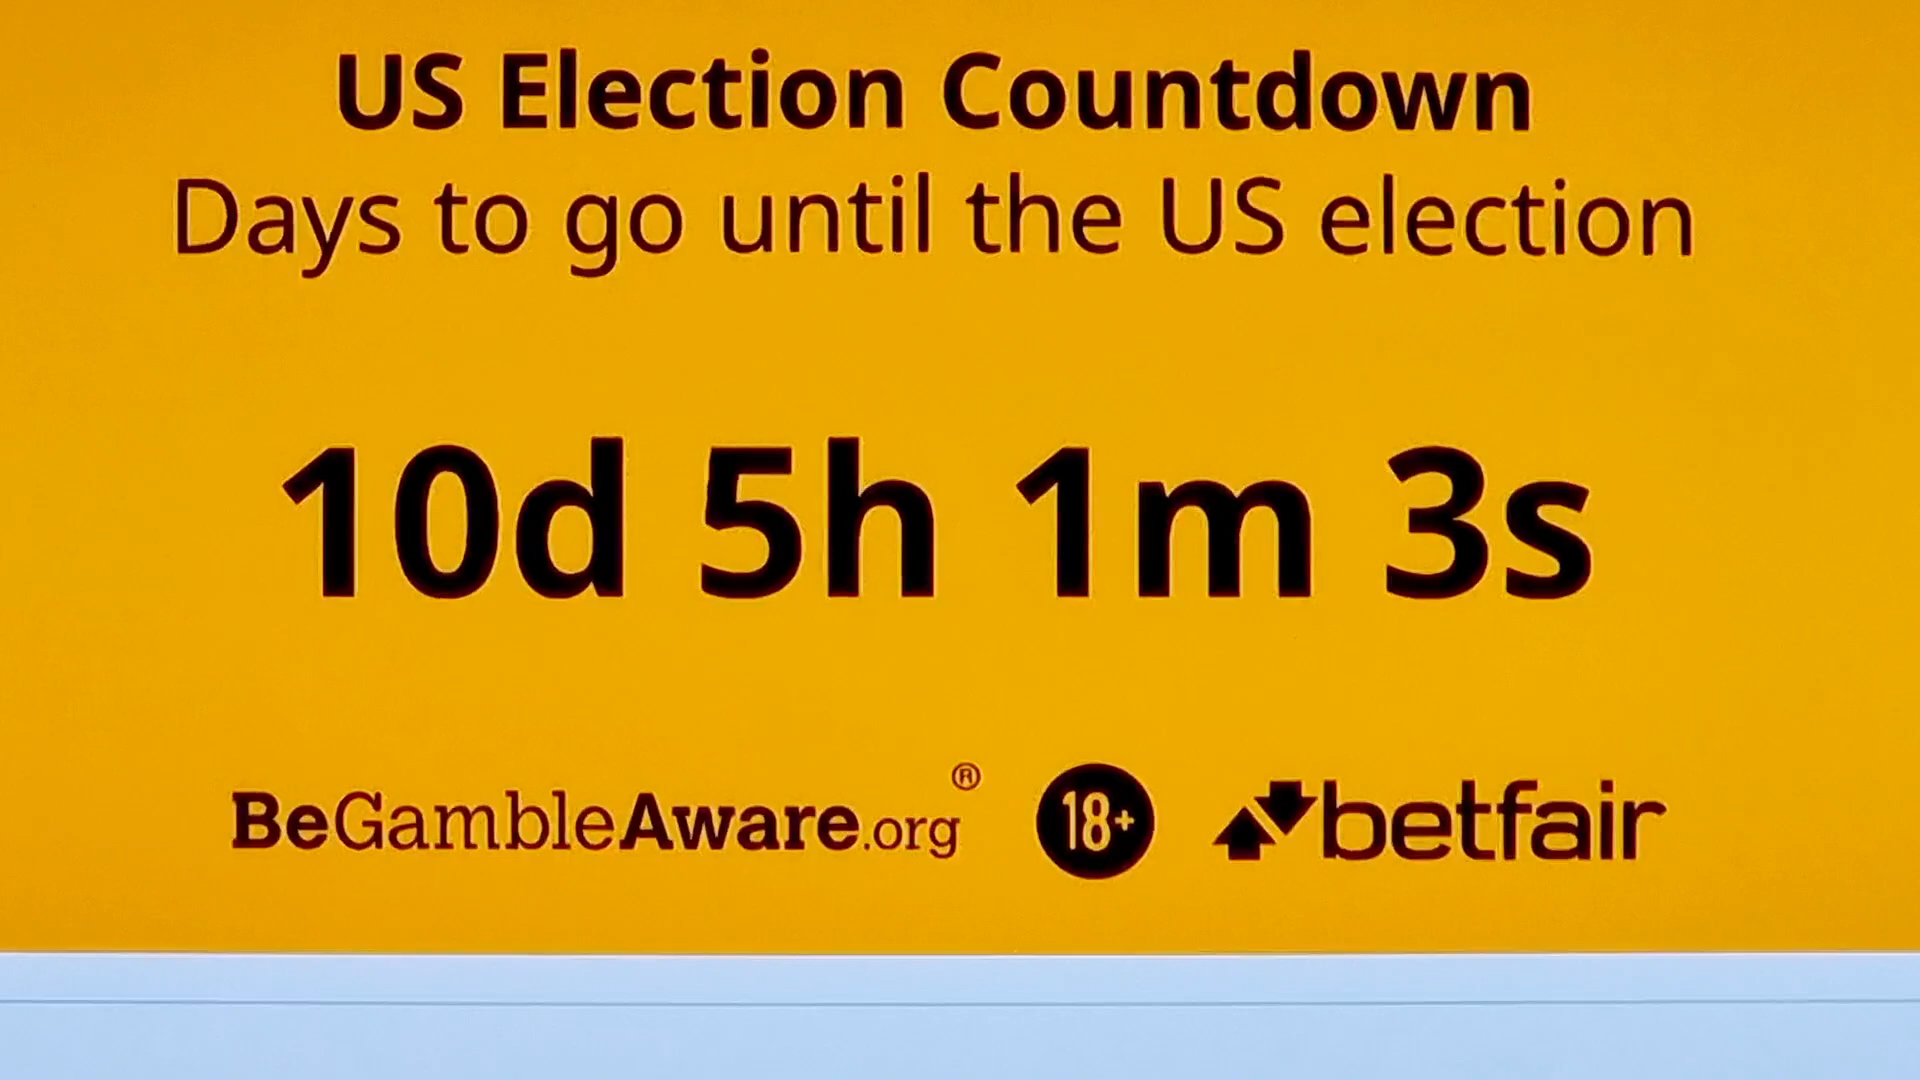 US Election Countdown
Days to go until the US election
10d 5h 1m 3s
BeGambleAware.org® 18+ betfair